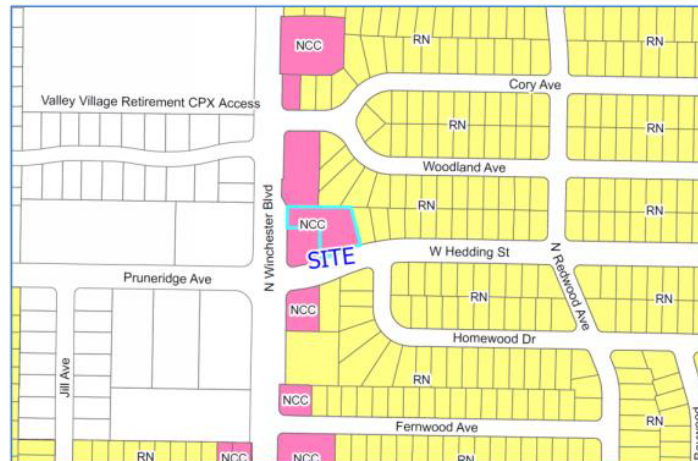 NCC
RN
RN
Cory Ave
Valley Village Retirement CPX Access
RN
RN
Woodland Ave
N Winchester Blvd
RN
RN
NCC
SITE
W Hedding St
Pruneridge Ave
N Redwood Ave
RN
RN
NCC
Homewood Dr
Jill Ave
RN
NCC
RN
Fernwood Ave
RN
NCC
NCC
RN
RN